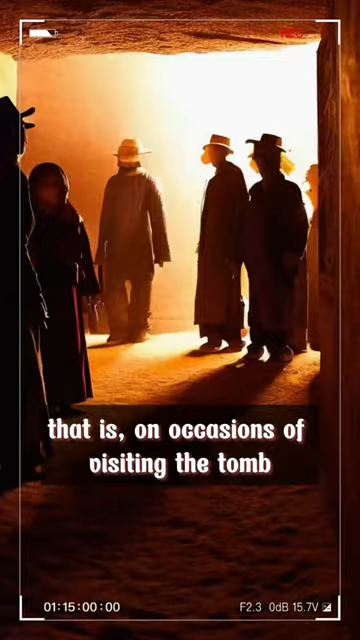 that is, on occasions of
visiting the tomb
01:15:00:00
F2.3 0dB 15.7V